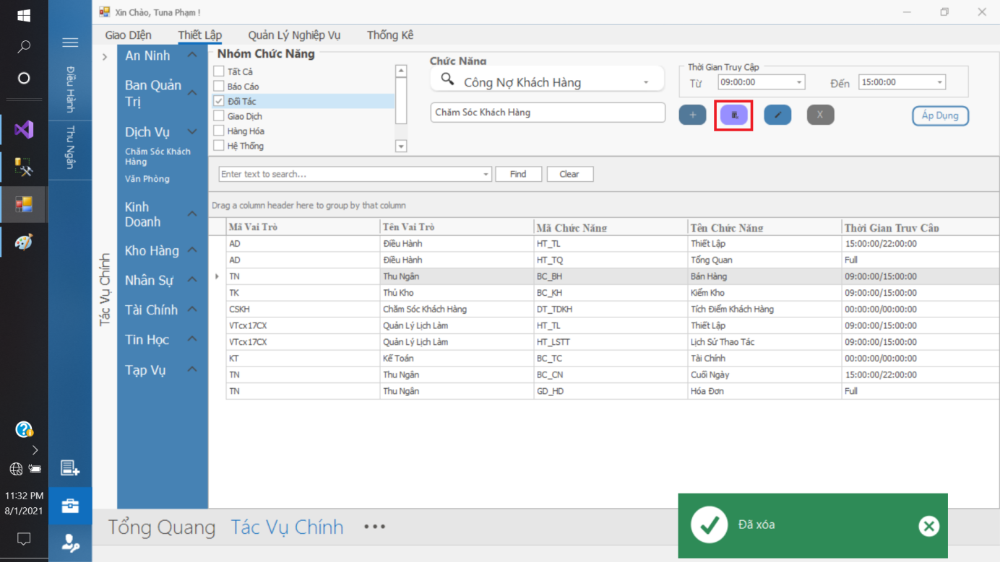 Xin Chào, Tuna Phạm !
Giao DIện Thiết Lập Quản Lý Nghiệp Vụ Thống Kê
Điều Hành
Thu Ngân
Tác Vụ Chính
An Ninh
Ban Quản
Trị
Dịch Vụ
Chăm Sóc Khách
Hàng
Văn Phòng
Kinh
Doanh
Kho Hàng
Nhân Sự
Tài Chính
Tin Học
Tạp Vụ
Nhóm Chức Năng
Tất Cả
Báo Cáo
Đối Tác
Giao Dịch
Hàng Hóa
Hệ Thống
Chức Năng
Công Nợ Khách Hàng
Chăm Sóc Khách Hàng
Thời Gian Truy Cập
Từ 09:00:00 Đến 15:00:00
+ X Áp Dụng
Enter text to search... Find Clear
Drag a column header here to group by that column
Mã Vai Trò Tên Vai Trò Mã Chức Năng Tên Chức Năng Thời Gian Truy Cập
AD Điều Hành HT_TL Thiết Lập 15:00:00/22:00:00
AD Điều Hành HT_TQ Tổng Quan Full
TN Thu Ngân BC_BH Bán Hàng 09:00:00/15:00:00
TK Thủ Kho BC_KH Kiểm Kho 09:00:00/15:00:00
CSKH Chăm Sóc Khách Hàng DT_TDKH Tích Điểm Khách Hàng 00:00:00/00:00:00
VTcx17CX Quản Lý Lịch Làm HT_TL Thiết Lập 09:00:00/15:00:00
VTcx17CX Quản Lý Lịch Làm HT_LSTT Lịch Sử Thao Tác 09:00:00/15:00:00
KT Kế Toán BC_TC Tài Chính 00:00:00/00:00:00
TN Thu Ngân BC_CN Cuối Ngày 15:00:00/22:00:00
TN Thu Ngân GD_HD Hóa Đơn Full
11:32 PM
8/1/2021
Tổng Quang Tác Vụ Chính •••
Đã xóa